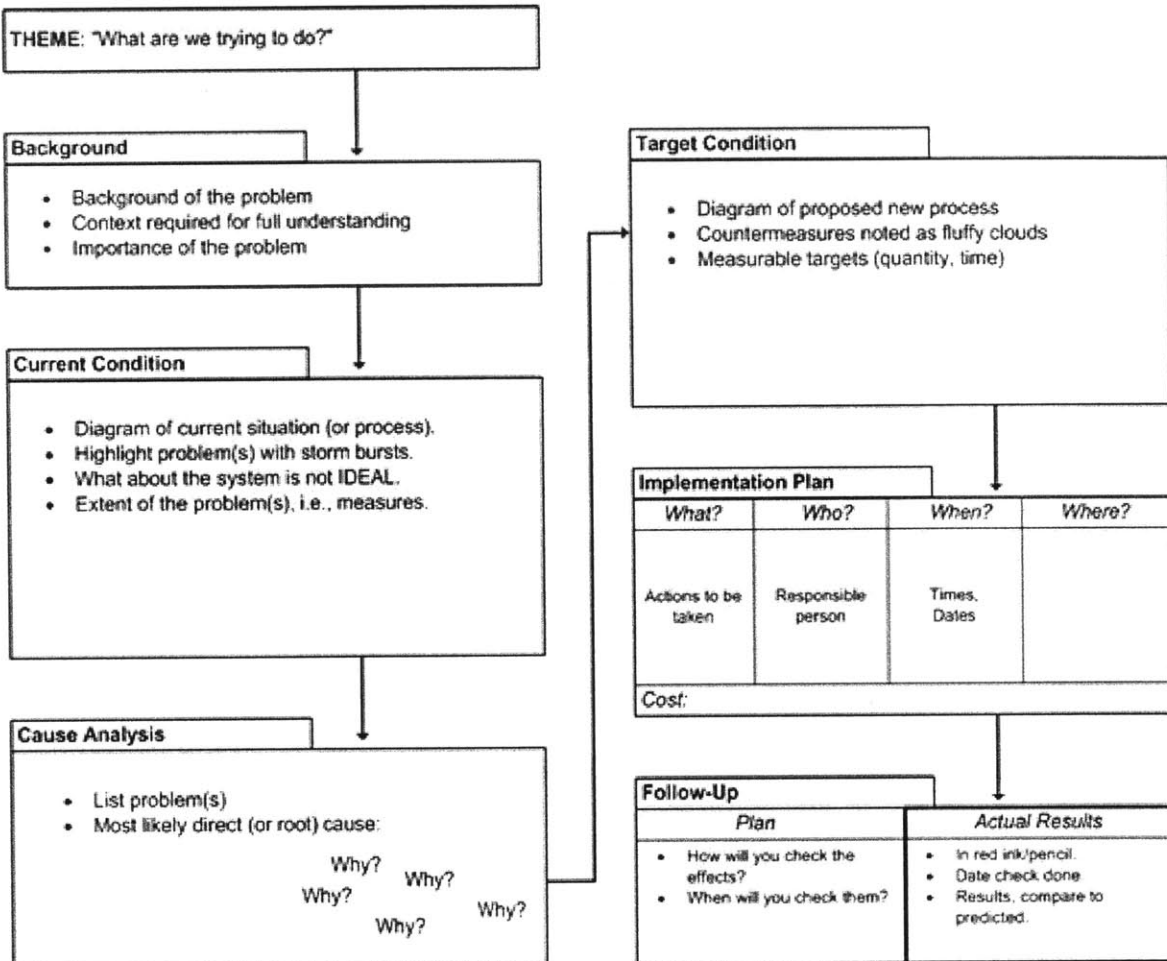 THEME: "What are we trying to do?"
Background
• Background of the problem
• Context required for full understanding
• Importance of the problem
Current Condition
• Diagram of current situation (or process).
• Highlight problem(s) with storm bursts.
• What about the system is not IDEAL.
• Extent of the problem(s), i.e., measures.
Cause Analysis
• List problem(s)
• Most likely direct (or root) cause:
Why?
Why?
Why?
Why?
Why?
Target Condition
• Diagram of proposed new process
• Countermeasures noted as fluffy clouds
• Measurable targets (quantity, time)
Implementation Plan
What? Who? When? Where?
Actions to be Responsible Times,
taken person Dates
Cost:
Follow-Up
Plan
• How will you check the
effects?
• When will you check them?
Actual Results
• In red ink/pencil.
• Date check done
• Results, compare to
predicted.